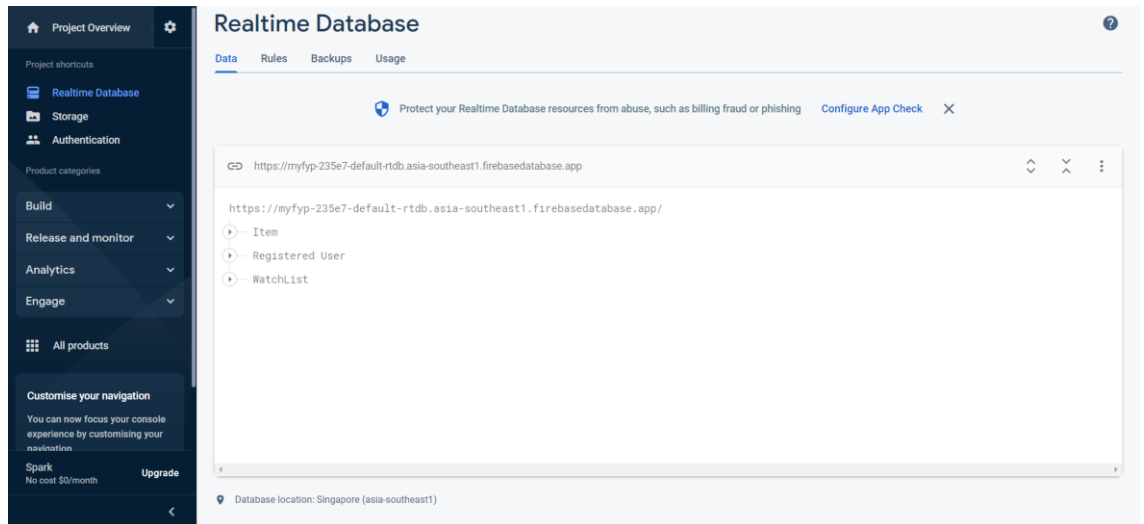 Project Overview
Project shortcuts
Realtime Database
Storage
Authentication
Product categories
Build
Release and monitor
Analytics
Engage
All products
Customise your navigation
You can now focus your console
experience by customising your
navigation
Spark
No cost $0/month
Upgrade
Realtime Database
Data Rules Backups Usage
Protect your Realtime Database resources from abuse, such as billing fraud or phishing Configure App Check
https://myfyp-235e7-default-rtdb.asia-southeast1.firebasedatabase.app
https://myfyp-235e7-default-rtdb.asia-southeast1.firebasedatabase.app/
Item
Registered User
WatchList
Database location: Singapore (asia-southeast1)